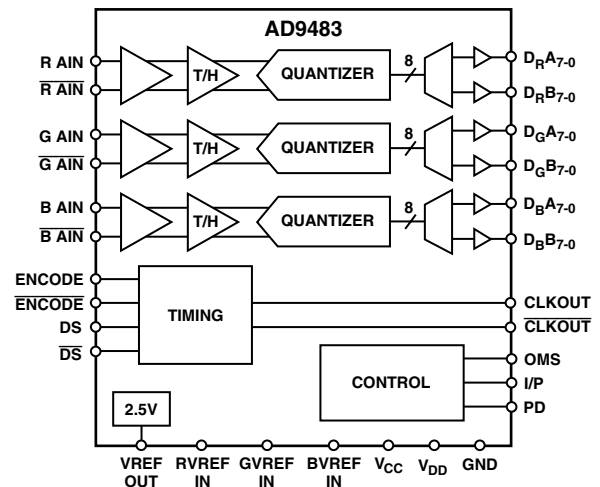 AD9483
R AIN
R AIN
T/H
QUANTIZER
8
DRA7-0
DRB7-0
G AIN
G AIN
T/H
QUANTIZER
8
DGA7-0
DGB7-0
B AIN
B AIN
T/H
QUANTIZER
8
DBA7-0
DBB7-0
ENCODE
ENCODE
DS
DS
TIMING
CLKOUT
CLKOUT
CONTROL
OMS
I/P
PD
2.5V
VREF
OUT
RVREF
IN
GVREF
IN
BVREF
IN
VCC
VDD
GND